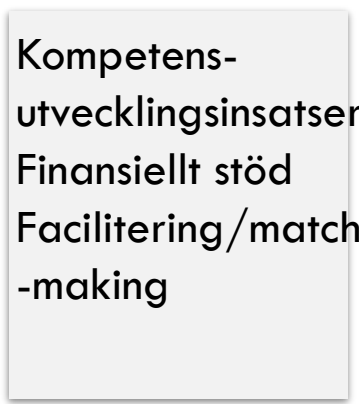 Kompetens-
utvecklingsinsatser
Finansiellt stöd
Facilitering/match
-making